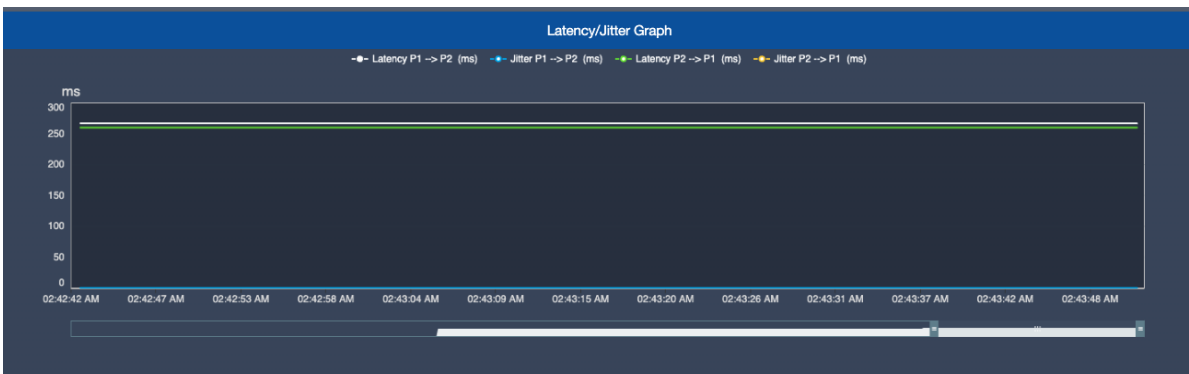 Latency/Jitter Graph
Latency P1 --> P2 (ms) Jitter P1 --> P2 (ms) Latency P2 --> P1 (ms) Jitter P2 --> P1 (ms)
ms
300
250
200
150
100
50
0
02:42:42 AM 02:42:47 AM 02:42:53 AM 02:42:58 AM 02:43:04 AM 02:43:09 AM 02:43:15 AM 02:43:20 AM 02:43:26 AM 02:43:31 AM 02:43:37 AM 02:43:42 AM 02:43:48 AM